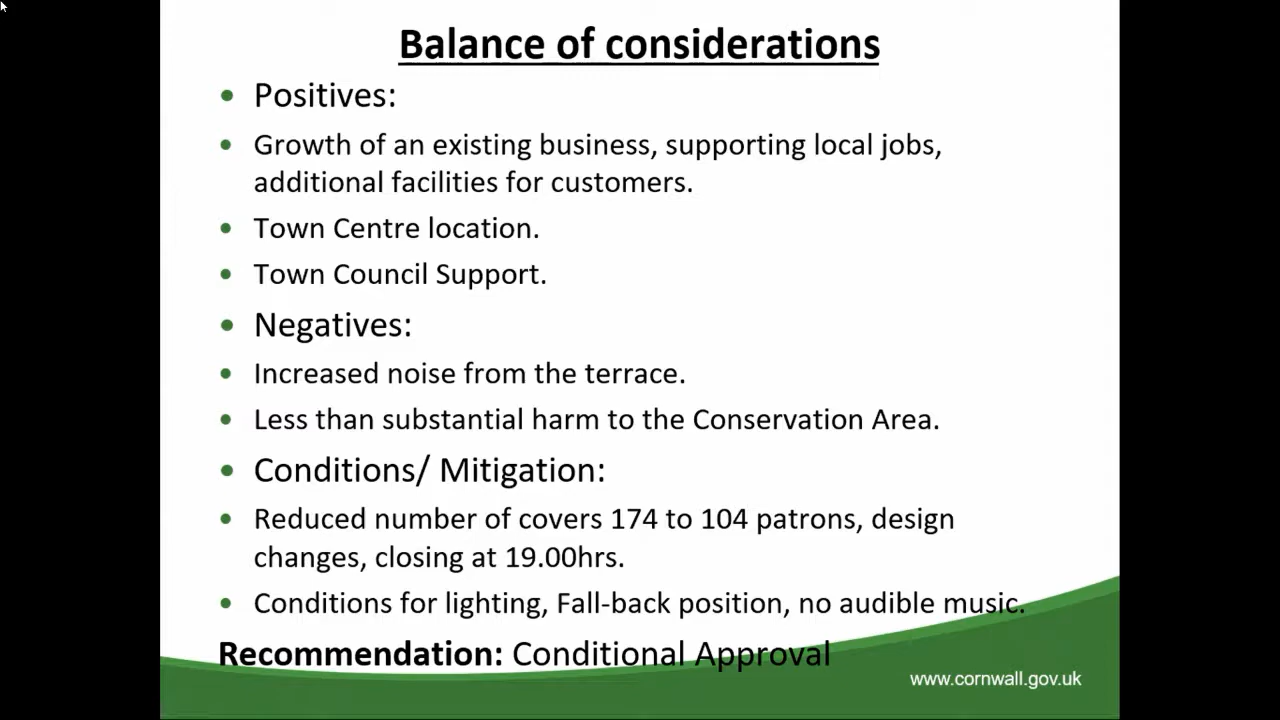 Balance of considerations
• Positives:
• Growth of an existing business, supporting local jobs,
additional facilities for customers.
• Town Centre location.
• Town Council Support.
• Negatives:
• Increased noise from the terrace.
• Less than substantial harm to the Conservation Area.
• Conditions/ Mitigation:
• Reduced number of covers 174 to 104 patrons, design
changes, closing at 19.00hrs.
• Conditions for lighting, Fall-back position, no audible music.
Recommendation: Conditional Approval
www.cornwall.gov.uk